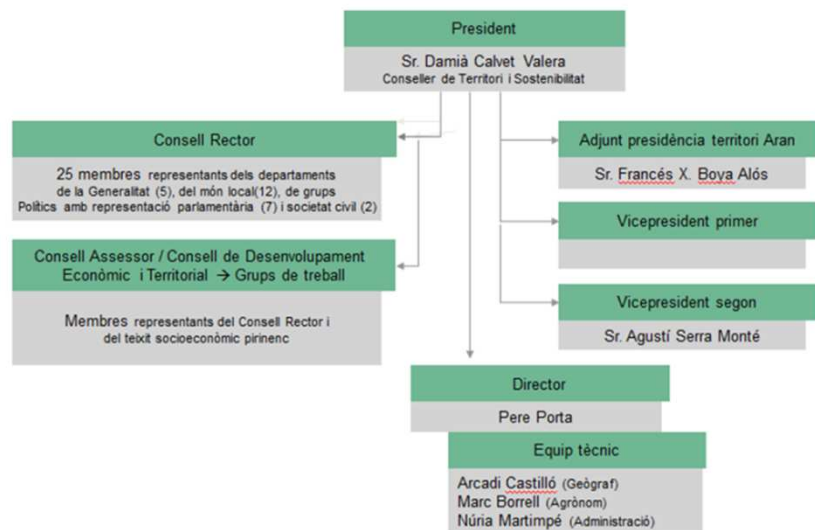 President
Sr. Damià Calvet Valera
Conseller de Territori i Sostenibilitat
Consell Rector
25 membres representants dels departaments
de la Generalitat (5), del món local(12), de grups
Polítics amb representació parlamentària (7) i societat civil (2)
Consell Assessor / Consell de Desenvolupament
Econòmic i Territorial → Grups de treball
Membres representants del Consell Rector i
del teixit socioeconòmic pirinenc
Adjunt presidència territori Aran
Sr. Francés X. Boya Alós
Vicepresident primer
Vicepresident segon
Sr. Agustí Serra Monté
Director
Pere Porta
Equip tècnic
Arcadi Castilló (Geògraf)
Marc Borrell (Agrònom)
Núria Martimpé (Administració)